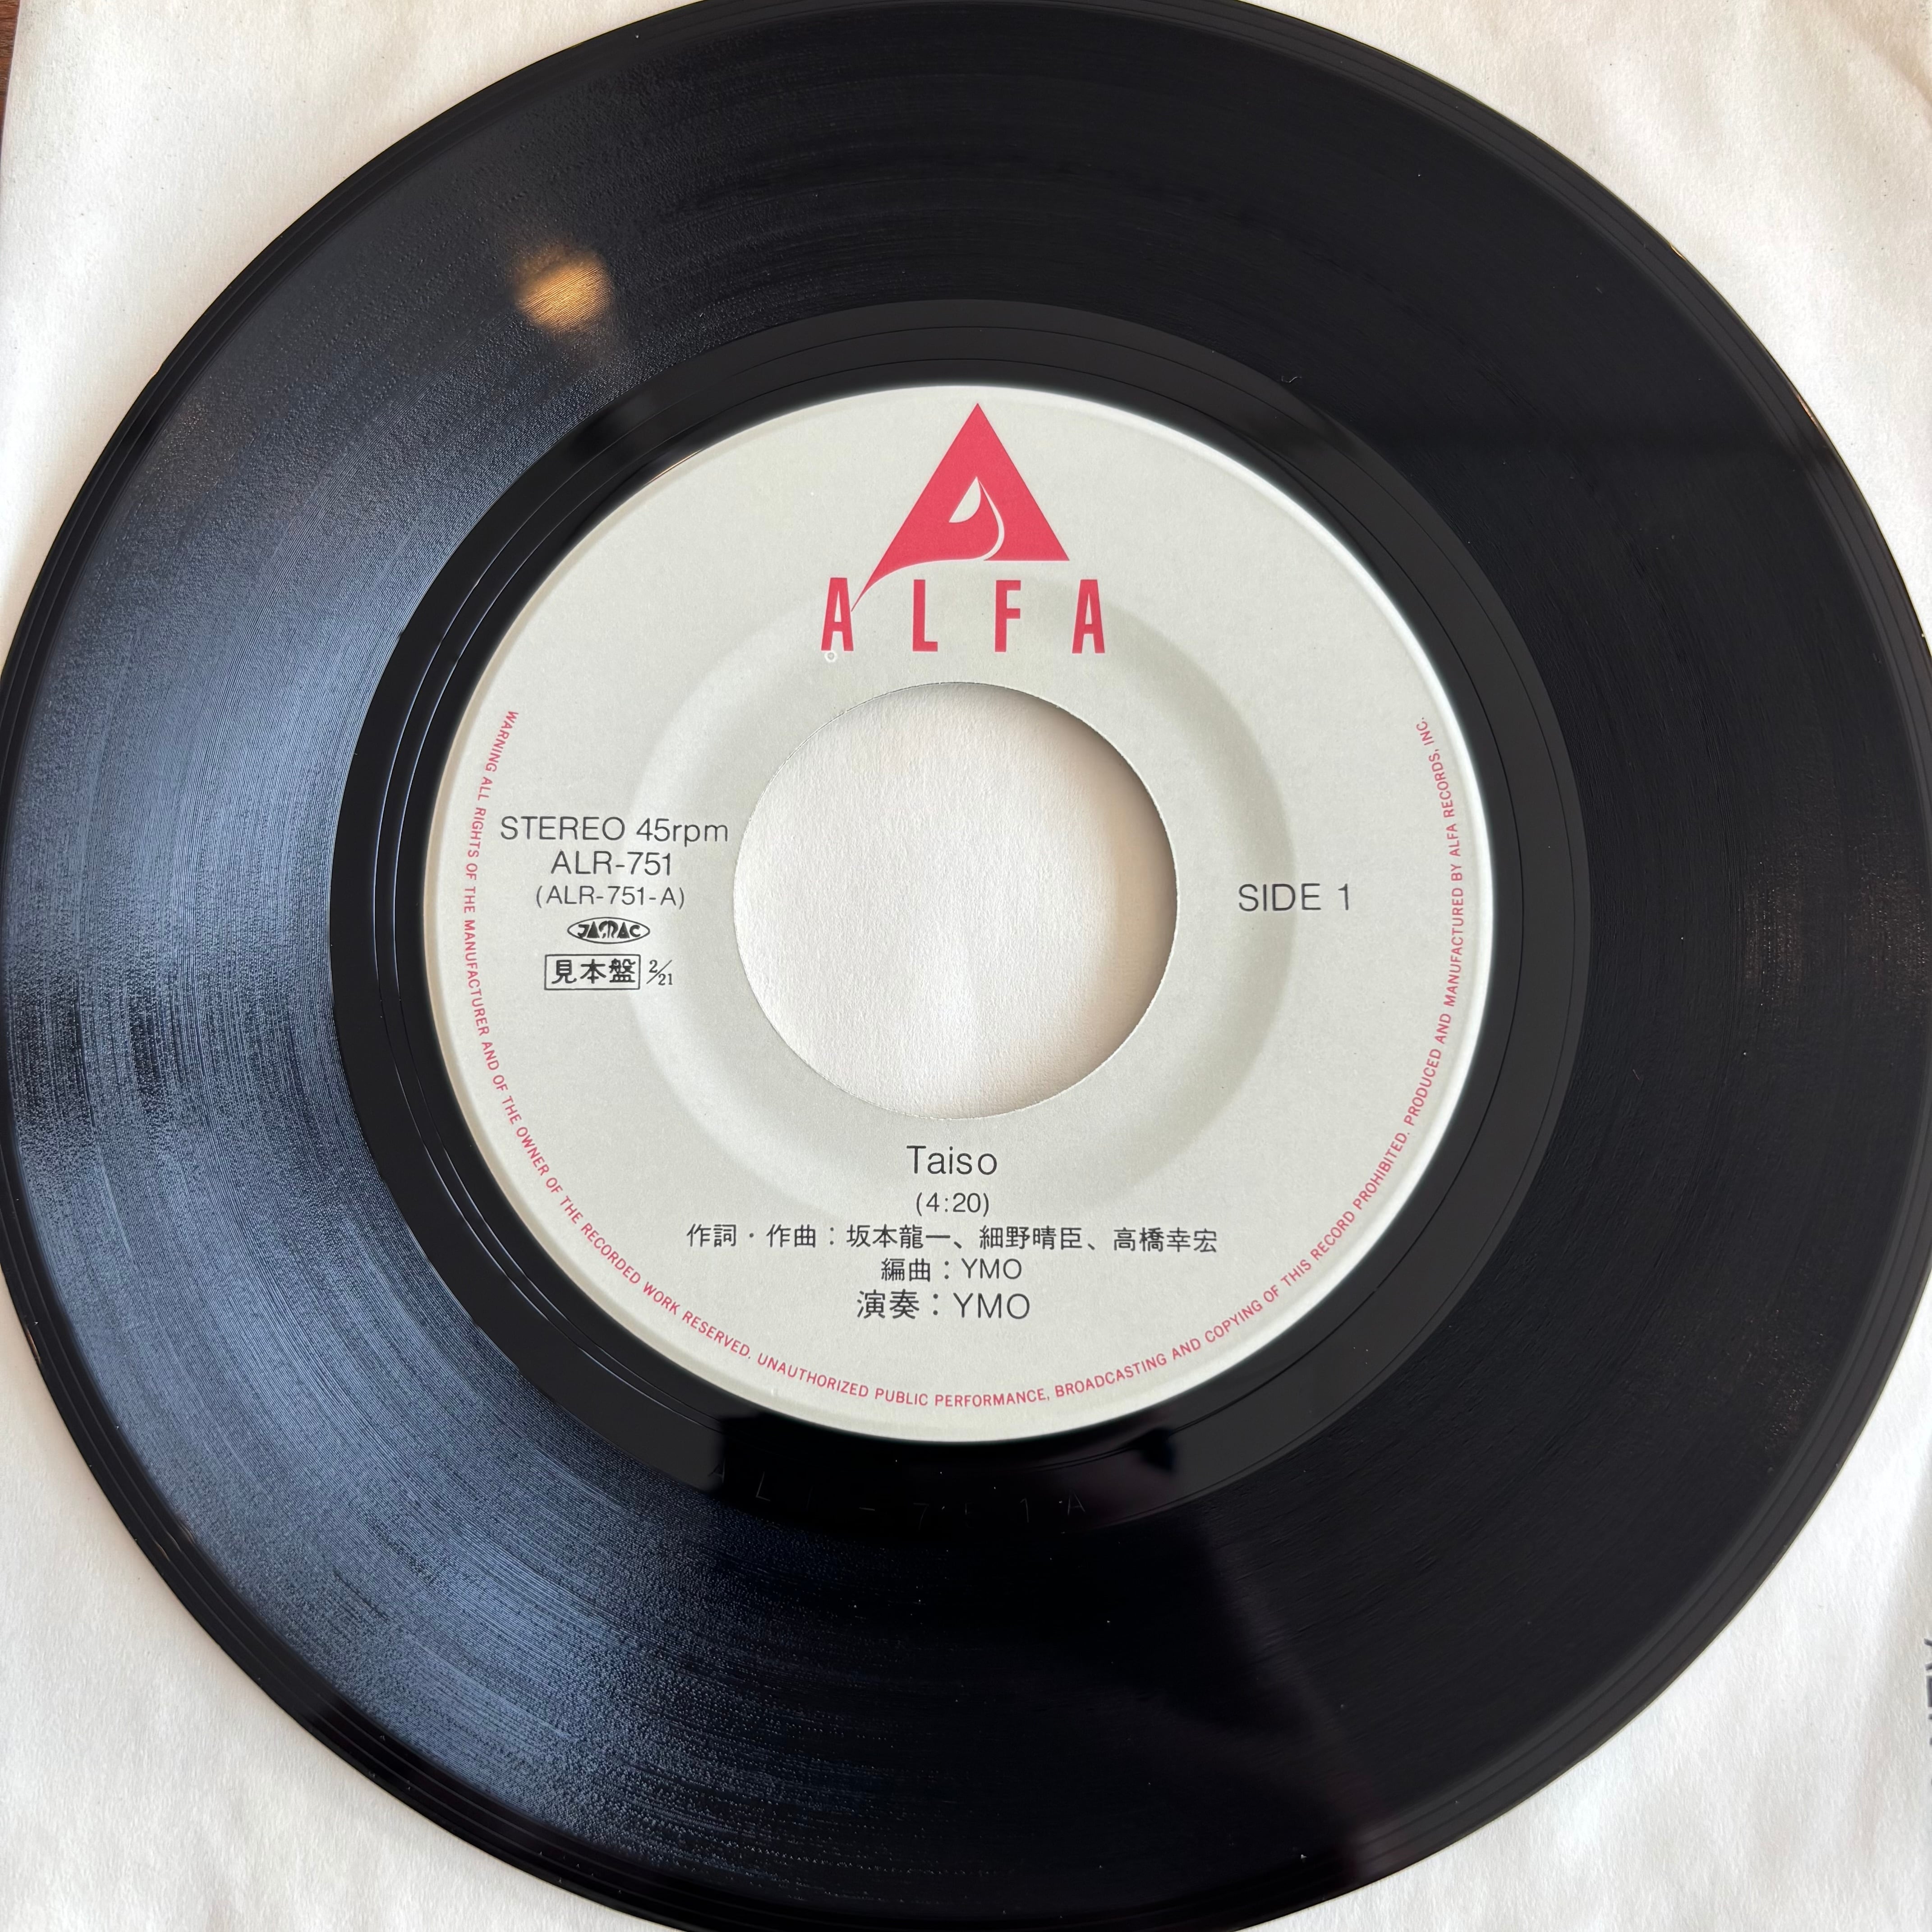 ALFA
STEREO 45rpm
ALR-751
(ALR-751-A)
JASRAC
見本盤 2/21
SIDE 1
Taiso
(4:20)
作詞・作曲：坂本龍一、細野晴臣、高橋幸宏
編曲：YMO
演奏：YMO
WARNING ALL RIGHTS OF THE MANUFACTURER AND OF THE OWNER OF THE RECORDED WORK RESERVED. UNAUTHORIZED PUBLIC PERFORMANCE, BROADCASTING AND COPYING OF THIS RECORD PROHIBITED. PRODUCED AND MANUFACTURED BY ALFA RECORDS, INC.